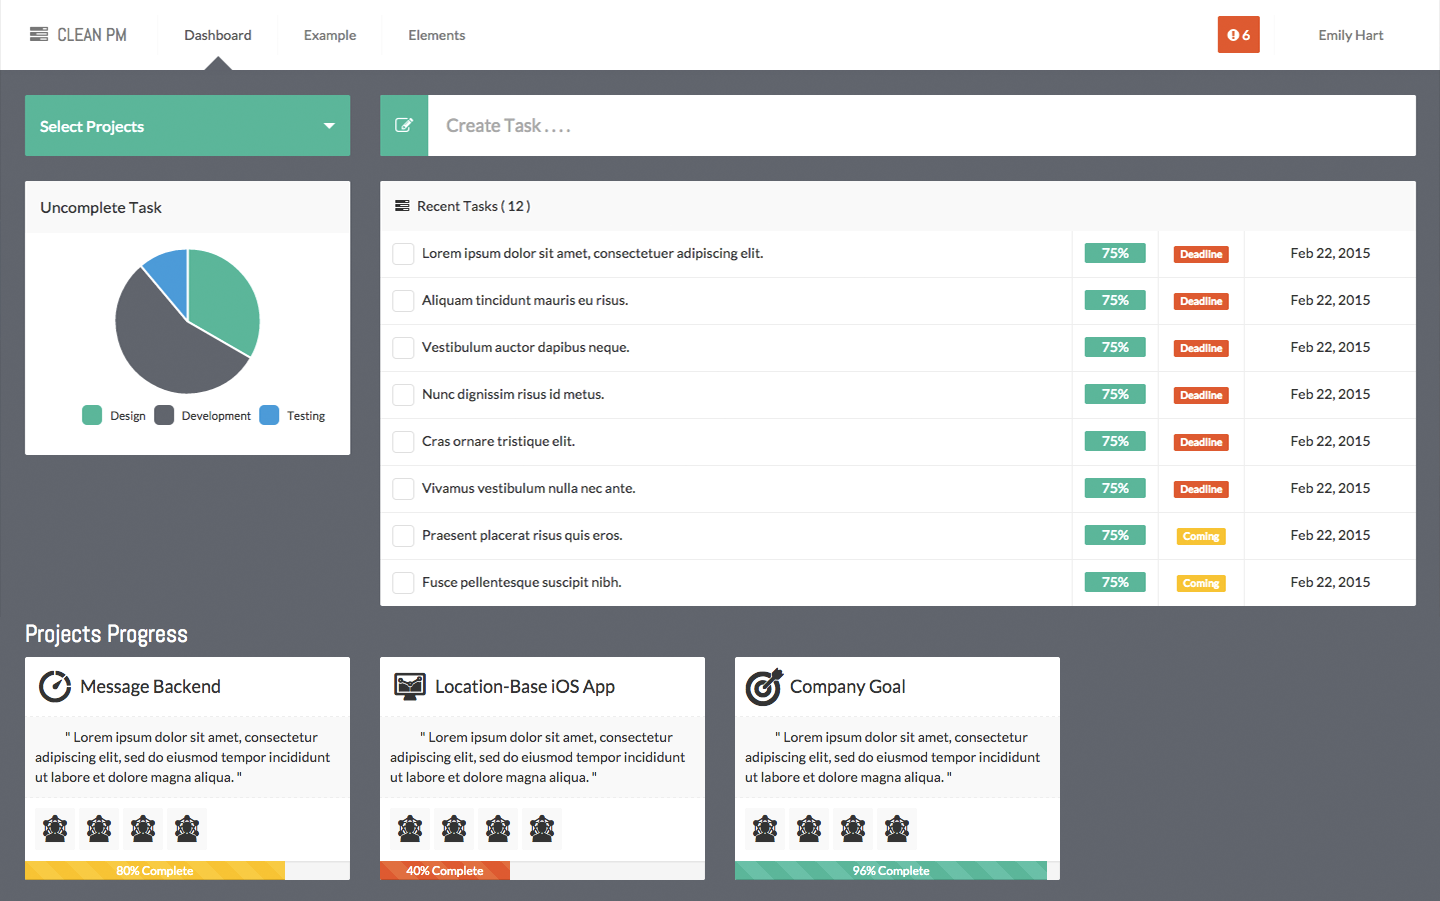 CLEAN PM Dashboard Example Elements 6 Emily Hart
Select Projects
Create Task . . . .
Uncomplete Task
Design Development Testing
Recent Tasks ( 12 )
Lorem ipsum dolor sit amet, consectetuer adipiscing elit. 75% Deadline Feb 22, 2015
Aliquam tincidunt mauris eu risus. 75% Deadline Feb 22, 2015
Vestibulum auctor dapibus neque. 75% Deadline Feb 22, 2015
Nunc dignissim risus id metus. 75% Deadline Feb 22, 2015
Cras ornare tristique elit. 75% Deadline Feb 22, 2015
Vivamus vestibulum nulla nec ante. 75% Deadline Feb 22, 2015
Praesent placerat risus quis eros. 75% Coming Feb 22, 2015
Fusce pellentesque suscipit nibh. 75% Coming Feb 22, 2015
Projects Progress
Message Backend
" Lorem ipsum dolor sit amet, consectetur
adipiscing elit, sed do eiusmod tempor incididunt
ut labore et dolore magna aliqua. "
80% Complete
Location-Base iOS App
" Lorem ipsum dolor sit amet, consectetur
adipiscing elit, sed do eiusmod tempor incididunt
ut labore et dolore magna aliqua. "
40% Complete
Company Goal
" Lorem ipsum dolor sit amet, consectetur
adipiscing elit, sed do eiusmod tempor incididunt
ut labore et dolore magna aliqua. "
96% Complete